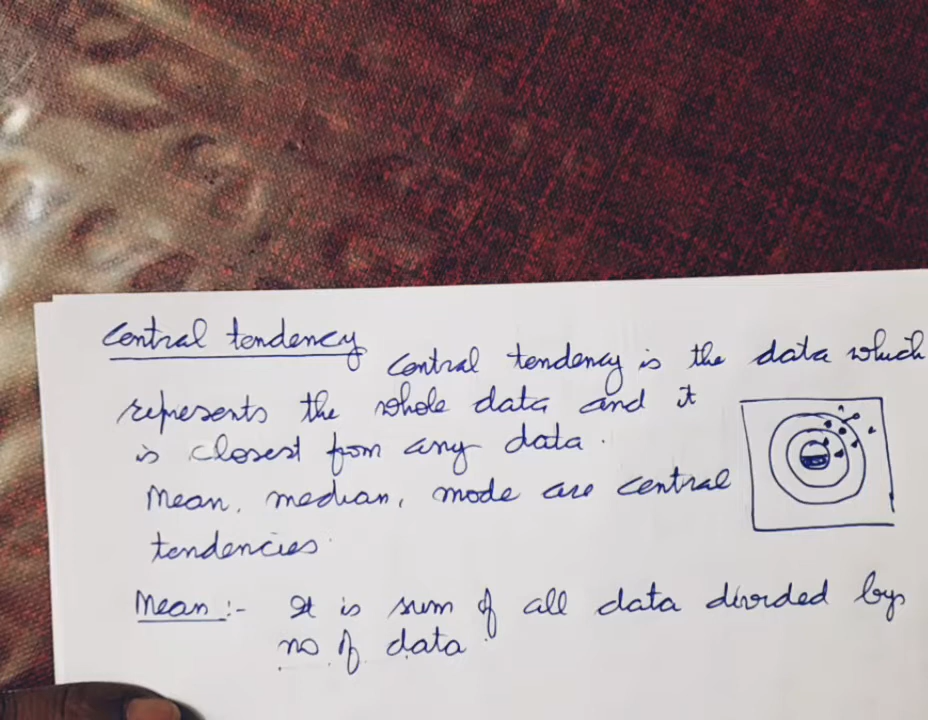 Central tendency
Central tendency is the data which
represents the whole data and it
is closest from any data.
Mean, median, mode are central
tendencies.
Mean :- It is sum of all data divided by
no of data